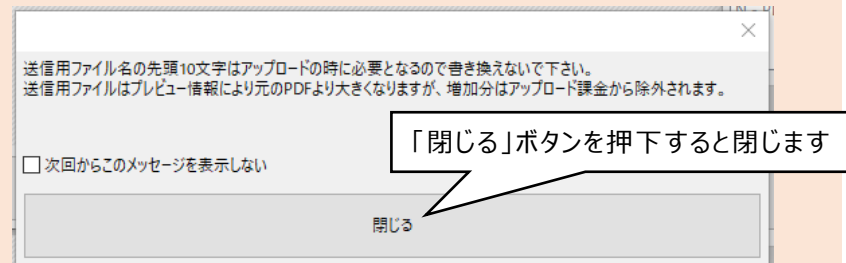 送信用ファイル名の先頭10文字はアップロードの時に必要となるので書き換えないで下さい。
送信用ファイルはプレビュー情報により元のPDFより大きくなりますが、増加分はアップロード課金から除外されます。
「閉じる」ボタンを押下すると閉じます
次回からこのメッセージを表示しない
閉じる